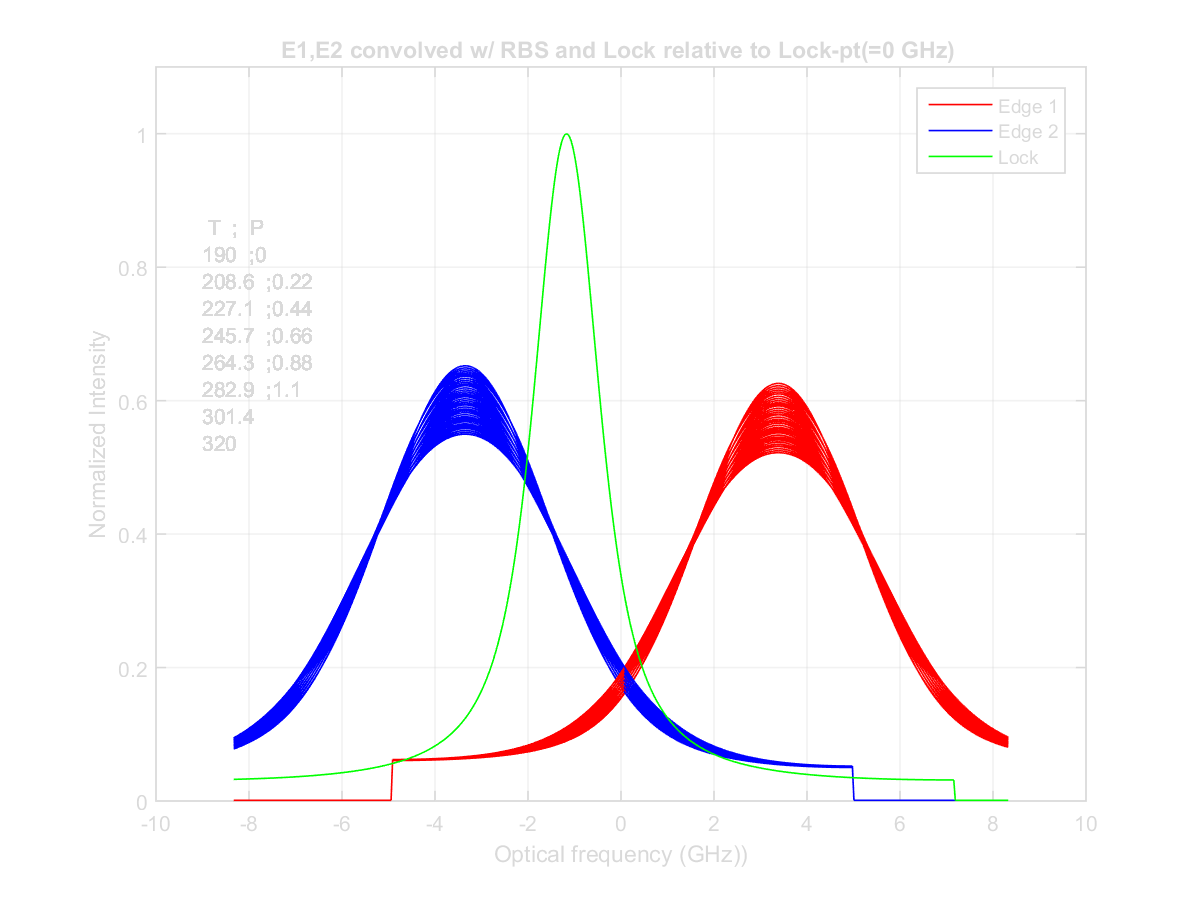 E1,E2 convolved w/ RBS and Lock relative to Lock-pt(=0 GHz)
Edge 1
Edge 2
Lock
T ; P
190 ;0
208.6 ;0.22
227.1 ;0.44
245.7 ;0.66
264.3 ;0.88
282.9 ;1.1
301.4
320
Normalized Intensity
1
0.8
0.6
0.4
0.2
0
-10 -8 -6 -4 -2 0 2 4 6 8 10
Optical frequency (GHz))